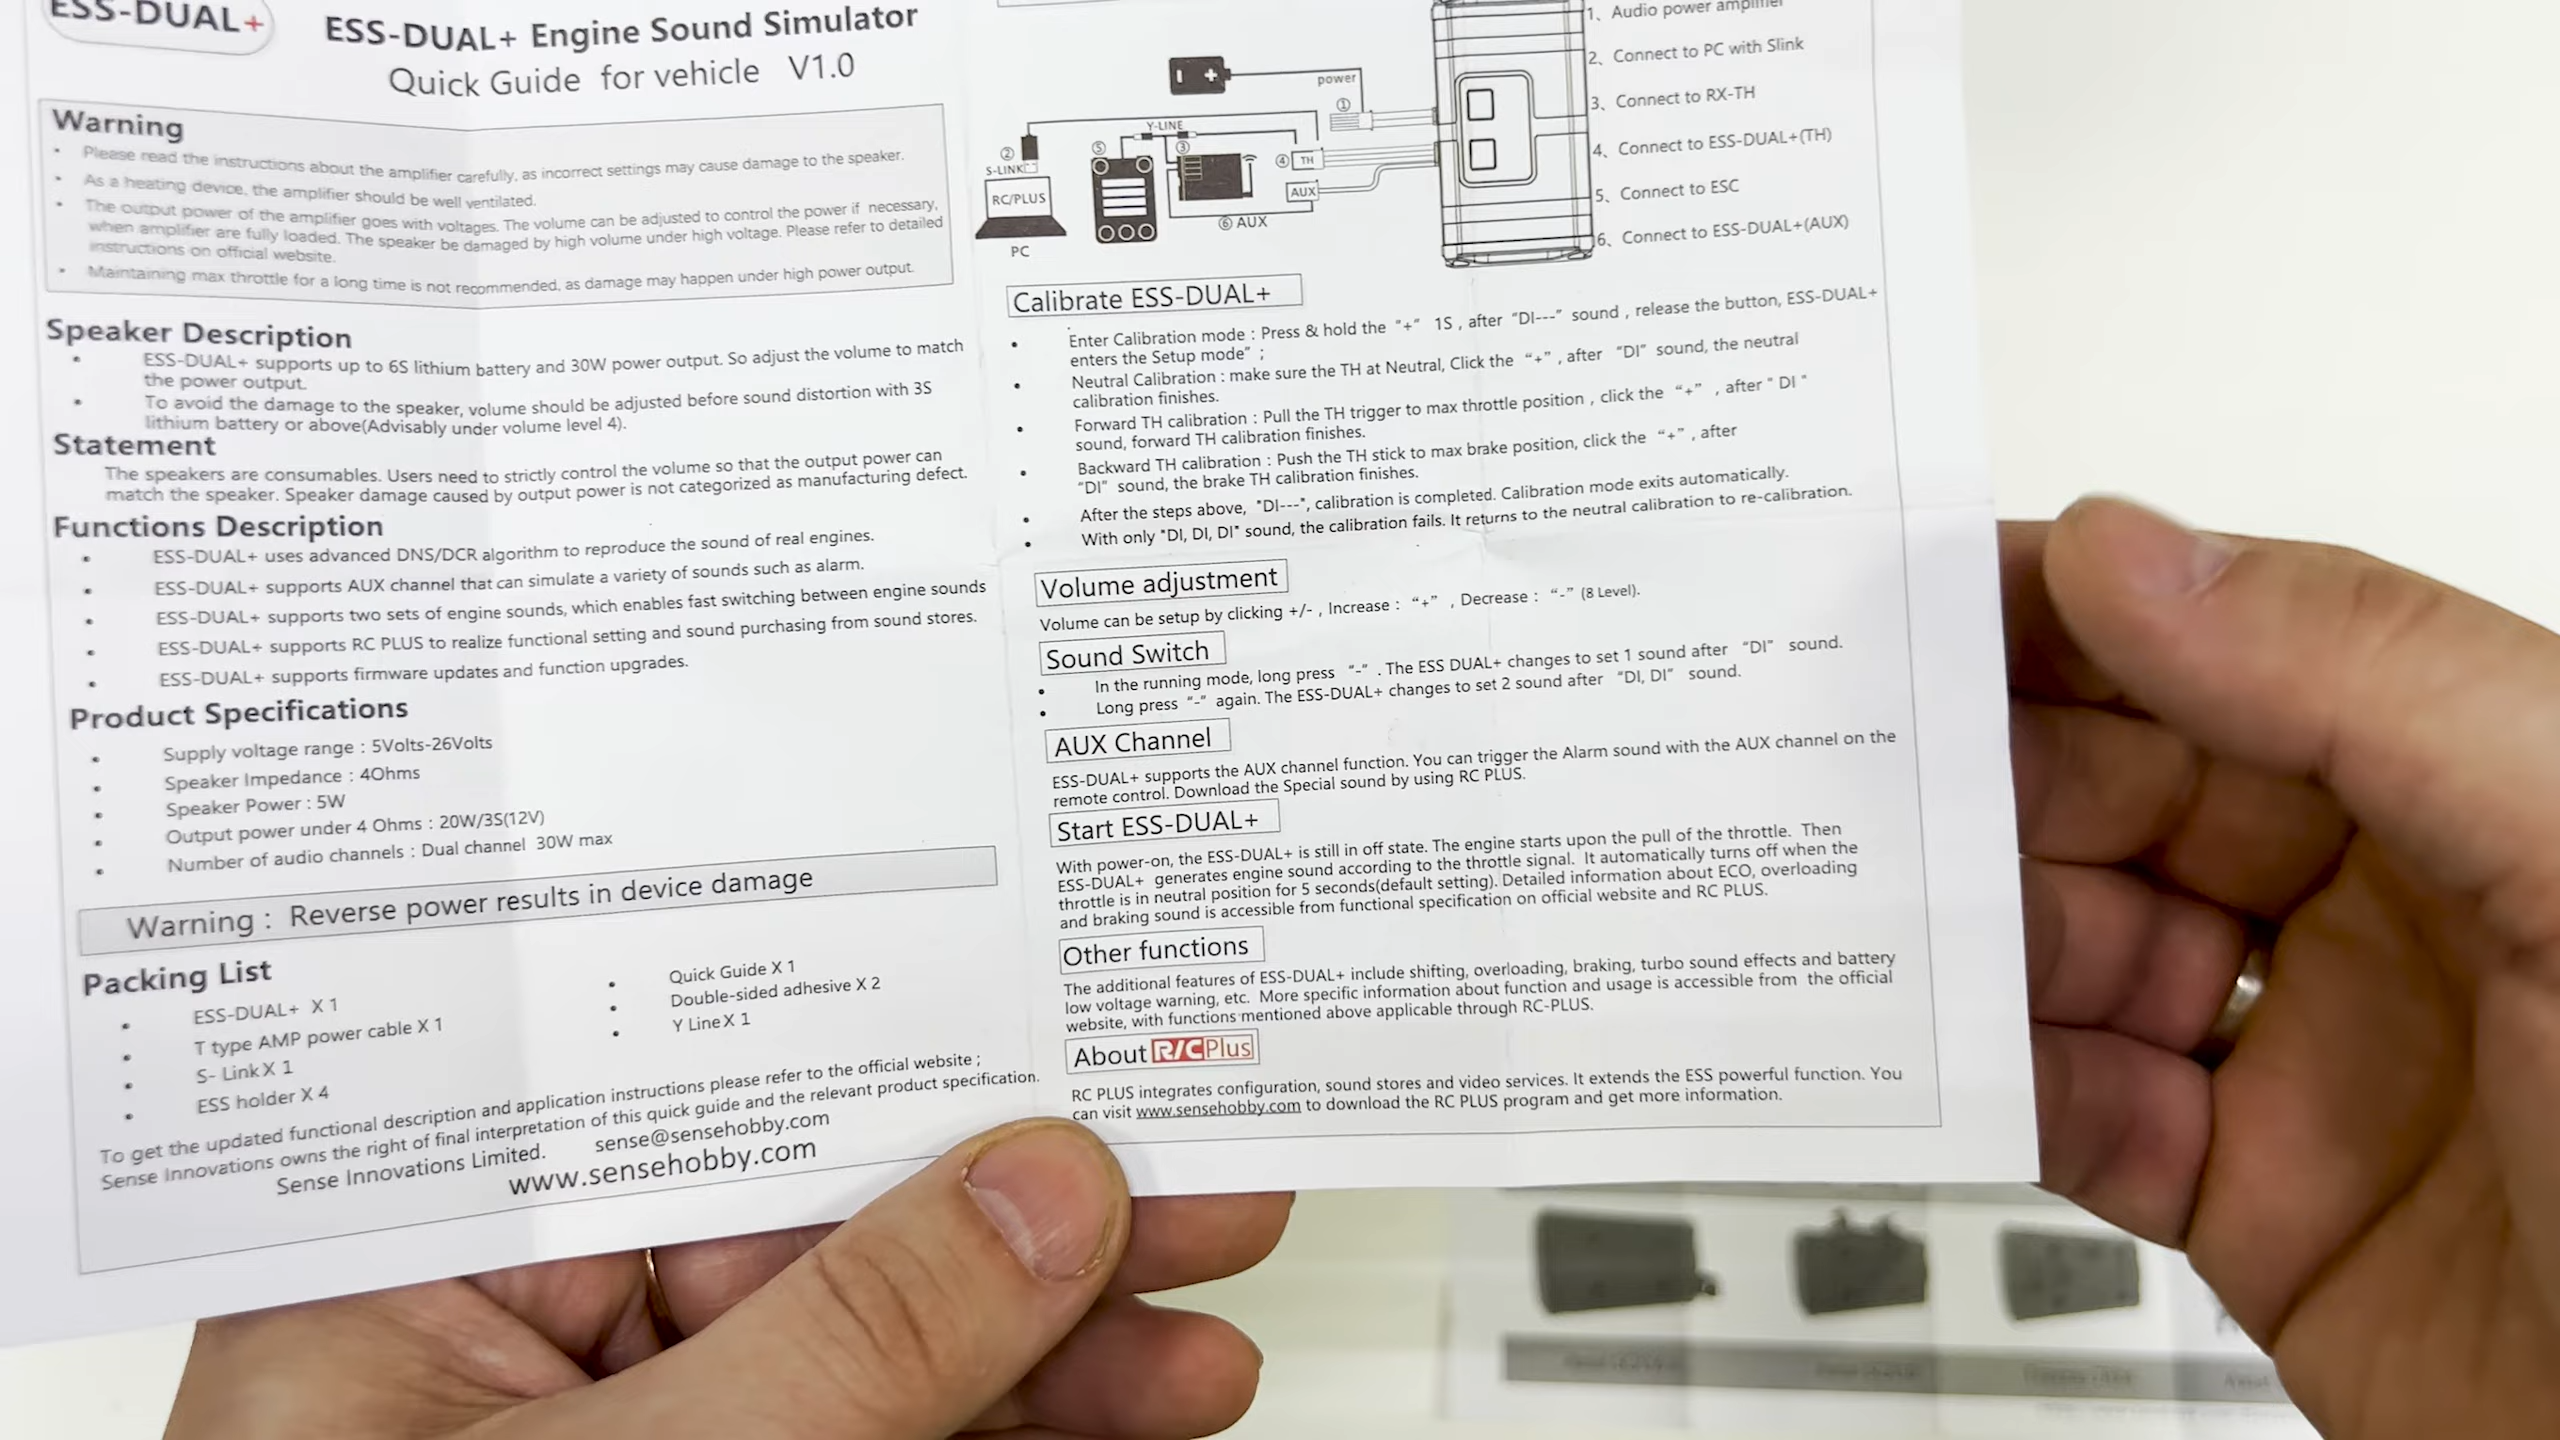 ESS-DUAL+
ESS-DUAL+ Engine Sound Simulator
Quick Guide for vehicle V1.0
Warning
• Please read the instructions about the amplifier carefully, as incorrect settings may cause damage to the speaker.
• As a heating device, the amplifier should be well ventilated.
• The output power of the amplifier goes with voltages. The volume can be adjusted to control the power if necessary,
when amplifier are fully loaded. The speaker be damaged by high volume under high voltage. Please refer to detailed
instructions on official website.
• Maintaining max throttle for a long time is not recommended, as damage may happen under high power output.
Speaker Description
• ESS-DUAL+ supports up to 6S lithium battery and 30W power output. So adjust the volume to match
the power output.
• To avoid the damage to the speaker, volume should be adjusted before sound distortion with 3S
lithium battery or above(Advisably under volume level 4).
Statement
The speakers are consumables. Users need to strictly control the volume so that the output power can
match the speaker. Speaker damage caused by output power is not categorized as manufacturing defect.
Functions Description
• ESS-DUAL+ uses advanced DNS/DCR algorithm to reproduce the sound of real engines.
• ESS-DUAL+ supports AUX channel that can simulate a variety of sounds such as alarm.
• ESS-DUAL+ supports two sets of engine sounds, which enables fast switching between engine sounds
• ESS-DUAL+ supports RC PLUS to realize functional setting and sound purchasing from sound stores.
• ESS-DUAL+ supports firmware updates and function upgrades.
Product Specifications
• Supply voltage range : 5Volts-26Volts
• Speaker Impedance : 4Ohms
• Speaker Power : 5W
• Output power under 4 Ohms : 20W/3S(12V)
• Number of audio channels : Dual channel 30W max
Warning : Reverse power results in device damage
Packing List
• ESS-DUAL+ X 1
• T type AMP power cable X 1
• S- Link X 1
• ESS holder X 4
• Quick Guide X 1
• Double-sided adhesive X 2
• Y Line X 1
To get the updated functional description and application instructions please refer to the official website ;
Sense Innovations owns the right of final interpretation of this quick guide and the relevant product specification.
Sense Innovations Limited. sense@sensehobby.com
www.sensehobby.com
power
①
Y-LINE
②
S-LINK
⑤
③
④ TH
RC/PLUS
AUX
⑥ AUX
PC
1、Audio power amplifier
2、Connect to PC with Slink
3、Connect to RX-TH
4、Connect to ESS-DUAL+(TH)
5、Connect to ESC
6、Connect to ESS-DUAL+(AUX)
Calibrate ESS-DUAL+
• Enter Calibration mode : Press & hold the "+" 1S , after "DI---" sound , release the button, ESS-DUAL+
enters the Setup mode" ;
• Neutral Calibration : make sure the TH at Neutral, Click the "+" , after "DI" sound, the neutral
calibration finishes.
• Forward TH calibration : Pull the TH trigger to max throttle position , click the "+" , after " DI "
sound, forward TH calibration finishes.
• Backward TH calibration : Push the TH stick to max brake position, click the "+" , after
"DI" sound, the brake TH calibration finishes.
• After the steps above, "DI---", calibration is completed. Calibration mode exits automatically.
• With only "DI, DI, DI" sound, the calibration fails. It returns to the neutral calibration to re-calibration.
Volume adjustment
Volume can be setup by clicking +/- , Increase : "+" , Decrease : "-" (8 Level).
Sound Switch
• In the running mode, long press "-" . The ESS DUAL+ changes to set 1 sound after "DI" sound.
• Long press "-" again. The ESS-DUAL+ changes to set 2 sound after "DI, DI" sound.
AUX Channel
ESS-DUAL+ supports the AUX channel function. You can trigger the Alarm sound with the AUX channel on the
remote control. Download the Special sound by using RC PLUS.
Start ESS-DUAL+
With power-on, the ESS-DUAL+ is still in off state. The engine starts upon the pull of the throttle. Then
ESS-DUAL+ generates engine sound according to the throttle signal. It automatically turns off when the
throttle is in neutral position for 5 seconds(default setting). Detailed information about ECO, overloading
and braking sound is accessible from functional specification on official website and RC PLUS.
Other functions
The additional features of ESS-DUAL+ include shifting, overloading, braking, turbo sound effects and battery
low voltage warning, etc. More specific information about function and usage is accessible from the official
website, with functions mentioned above applicable through RC-PLUS.
About R/C Plus
RC PLUS integrates configuration, sound stores and video services. It extends the ESS powerful function. You
can visit www.sensehobby.com to download the RC PLUS program and get more information.